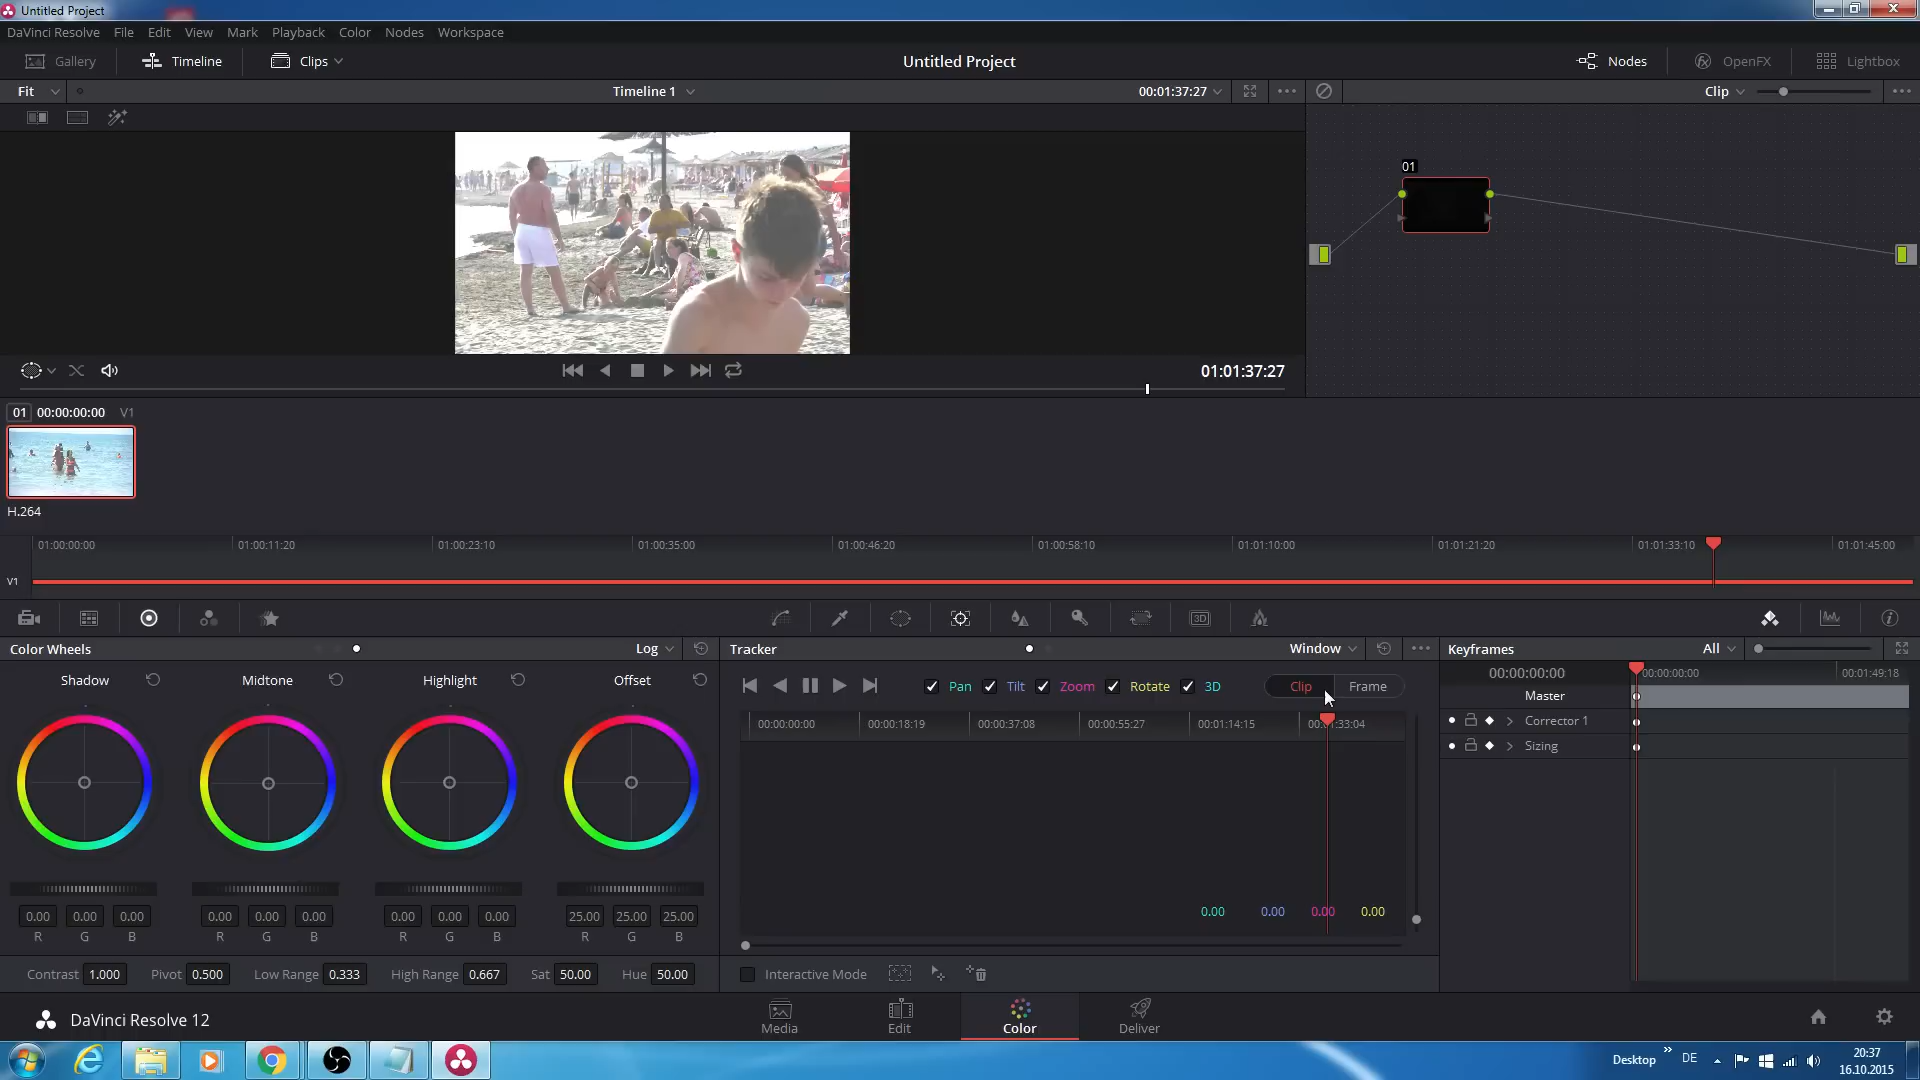 Untitled Project
DaVinci Resolve File Edit View Mark Playback Color Nodes Workspace
Gallery Timeline Clips Untitled Project Nodes OpenFX Lightbox
Fit Timeline 1 00:01:37:27 Clip
01
01:01:37:27
01 00:00:00:00 V1
H.264
01:00:00:00 01:00:11:20 01:00:23:10 01:00:35:00 01:00:46:20 01:00:58:10 01:01:10:00 01:01:21:20 01:01:33:10 01:01:45:00
V1
3D
Color Wheels Log Tracker Window Keyframes All
Shadow Midtone Highlight Offset Pan Tilt Zoom Rotate 3D Clip Frame 00:00:00:00 00:00:00:00 00:01:49:18
Master
00:00:00:00 00:00:18:19 00:00:37:08 00:00:55:27 00:01:14:15 00:01:33:04 Corrector 1
Sizing
0.00 0.00 0.00 0.00 0.00 0.00 0.00 0.00 0.00 25.00 25.00 25.00 0.00 0.00 0.00 0.00
R G B R G B R G B R G B
Contrast 1.000 Pivot 0.500 Low Range 0.333 High Range 0.667 Sat 50.00 Hue 50.00 Interactive Mode
DaVinci Resolve 12 Media Edit Color Deliver
Desktop » DE 20:37
16.10.2015